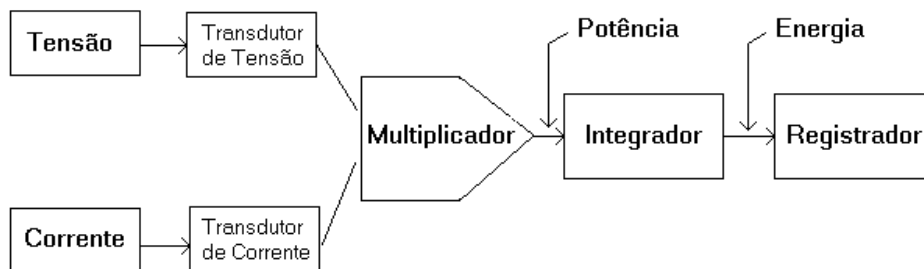 Tensão
Transdutor
de Tensão
Potência
Energia
Multiplicador
Integrador
Registrador
Corrente
Transdutor
de Corrente